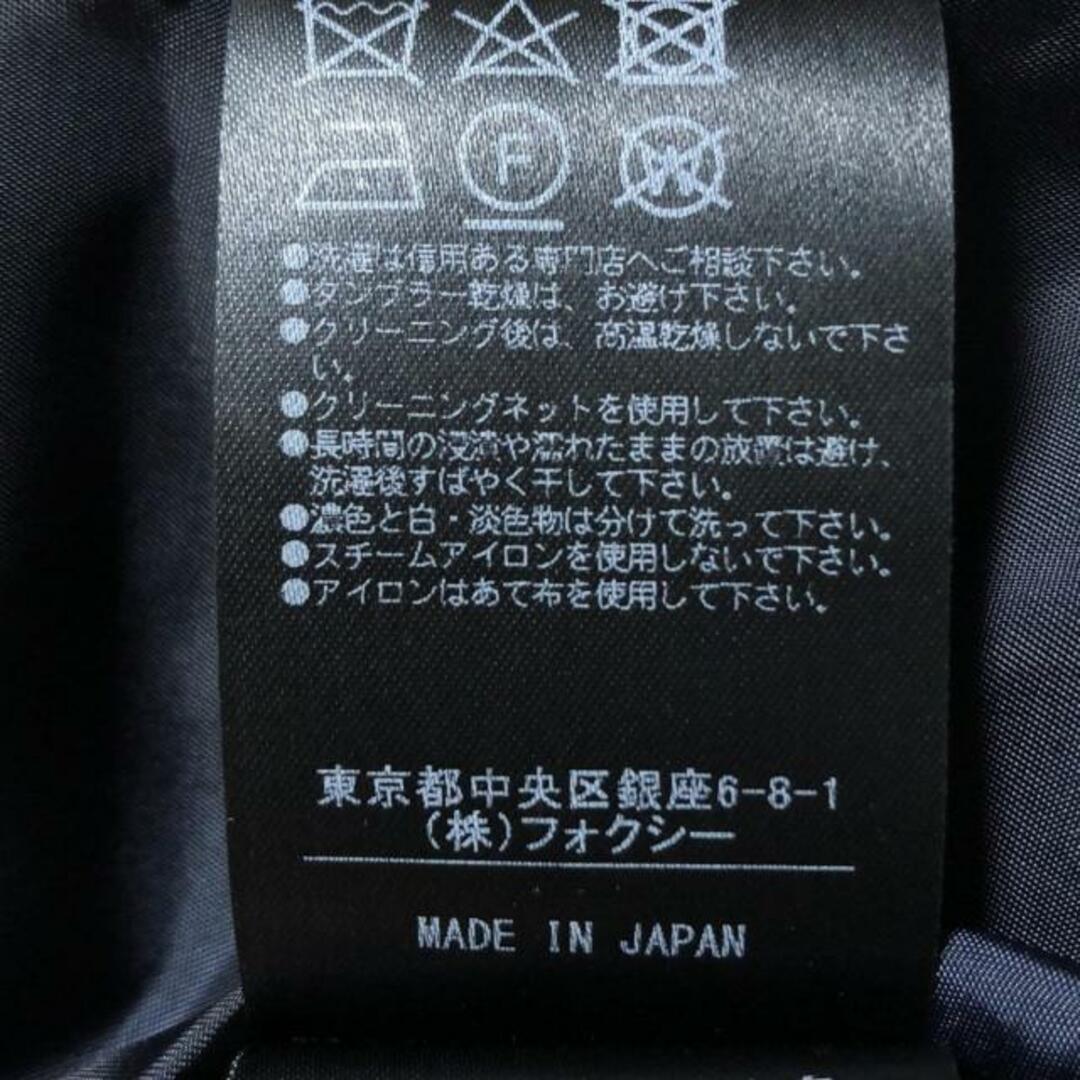 F
W
●洗濯は信用ある専門店へご相談下さい。
●タンブラー乾燥は、お避け下さい。
●クリーニング後は、高温乾燥しないで下さ
い。
●クリーニングネットを使用して下さい。
●長時間の浸漬や濡れたままの放置は避け、
洗濯後すばやく干して下さい。
●濃色と白・淡色物は分けて洗って下さい。
●スチームアイロンを使用しないで下さい。
●アイロンはあて布を使用して下さい。
東京都中央区銀座6-8-1
(株)フォクシー
MADE IN JAPAN